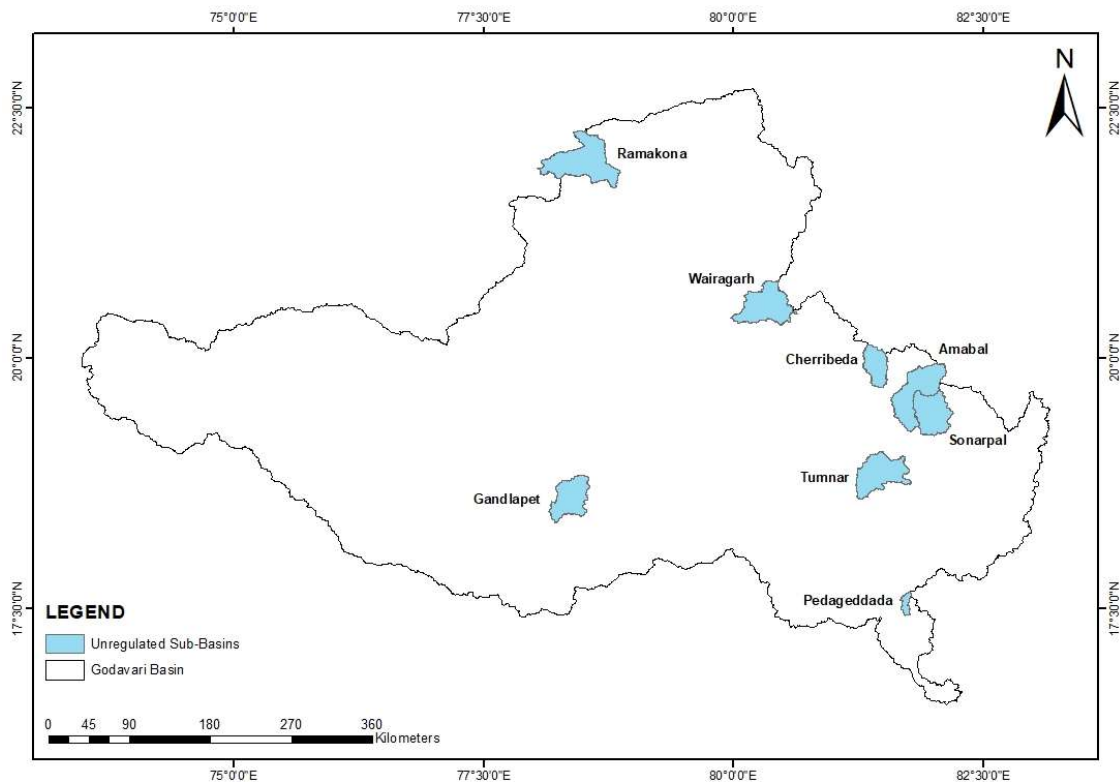 75°0'0"E 77°30'0"E 80°0'0"E 82°30'0"E
N
22°30'0"N 22°30'0"N
Ramakona
Wairagarh
20°0'0"N 20°0'0"N
Cherribeda
Amabal
Sonarpal
Tumnar
Gandlapet
Pedageddada
17°30'0"N 17°30'0"N
LEGEND
Unregulated Sub-Basins
Godavari Basin
0 45 90 180 270 360
Kilometers
75°0'0"E 77°30'0"E 80°0'0"E 82°30'0"E